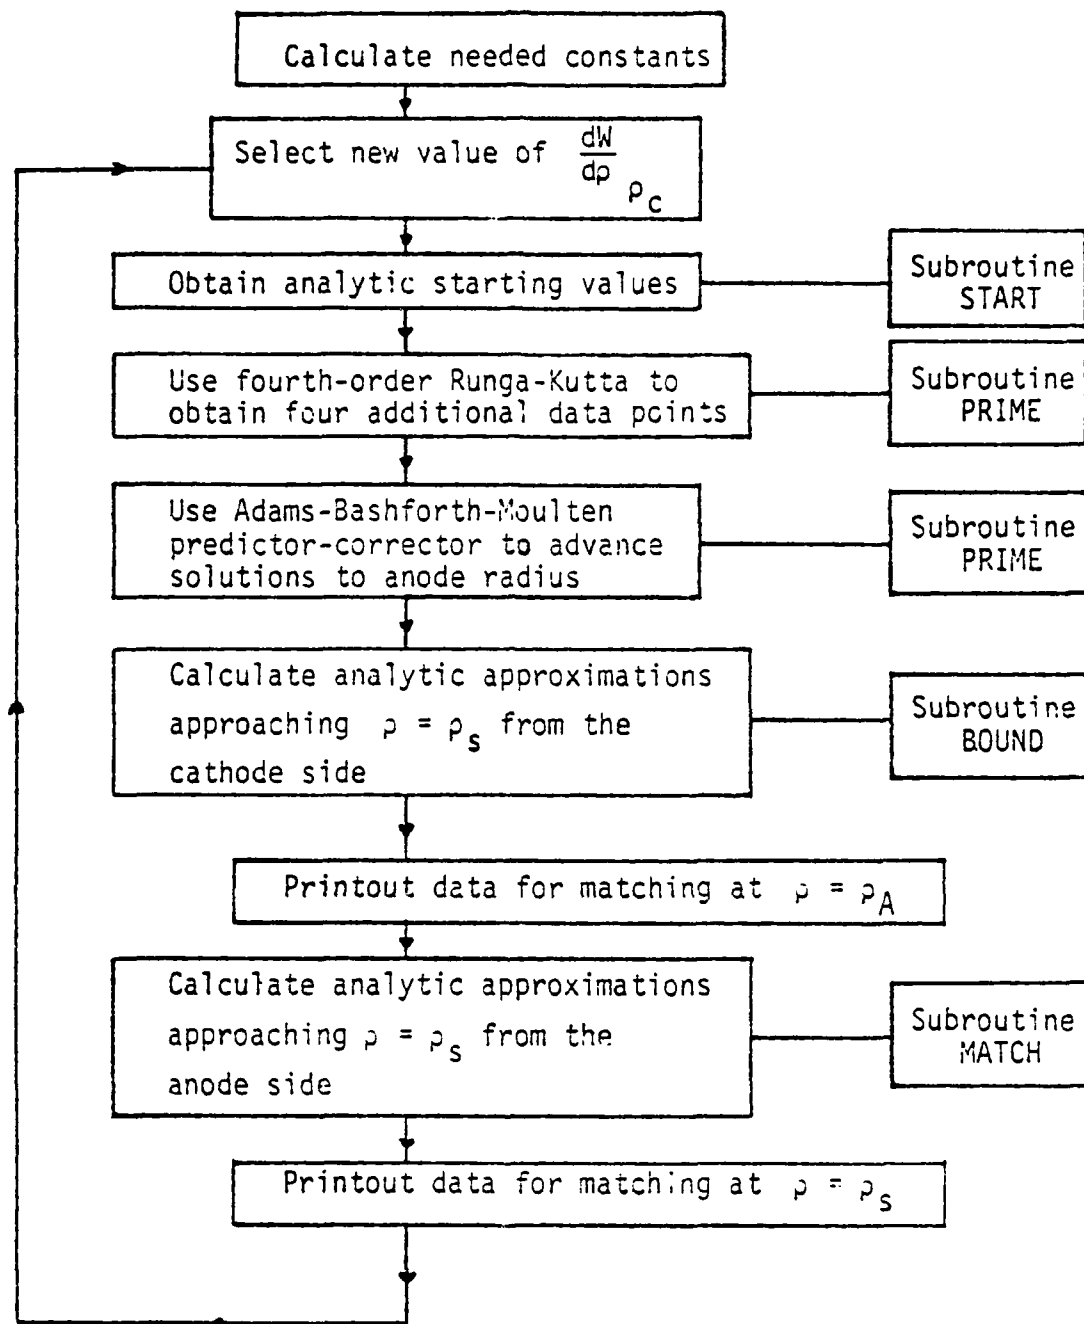 Calculate needed constants
Select new value of dW/dρ ρc
Obtain analytic starting values
Subroutine
START
Use fourth-order Runga-Kutta to
obtain four additional data points
Subroutine
PRIME
Use Adams-Bashforth-Moulten
predictor-corrector to advance
solutions to anode radius
Subroutine
PRIME
Calculate analytic approximations
approaching ρ = ρs from the
cathode side
Subroutine
BOUND
Printout data for matching at ρ = ρA
Calculate analytic approximations
approaching ρ = ρs from the
anode side
Subroutine
MATCH
Printout data for matching at ρ = ρs